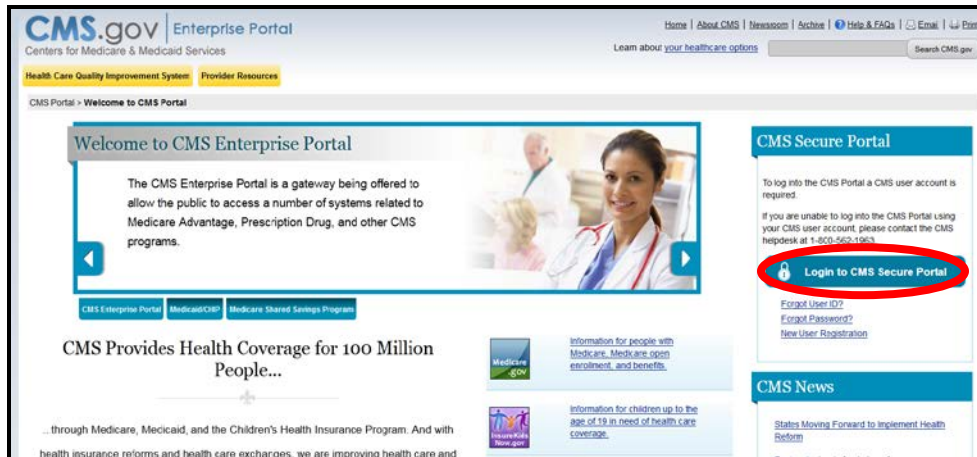 CMS.gov | Enterprise Portal
Centers for Medicare & Medicaid Services
Home | About CMS | Newsroom | Archive | Help & FAQs | Email | Print
Learn about your healthcare options
Search CMS.gov
Health Care Quality Improvement System
Provider Resources
CMS Portal > Welcome to CMS Portal
Welcome to CMS Enterprise Portal
The CMS Enterprise Portal is a gateway being offered to
allow the public to access a number of systems related to
Medicare Advantage, Prescription Drug, and other CMS
programs.
CMS Enterprise Portal
Medicaid/CHIP
Medicare Shared Savings Program
CMS Provides Health Coverage for 100 Million
People...
...through Medicare, Medicaid, and the Children's Health Insurance Program. And with
health insurance reforms and health care exchanges, we are improving health care and
Medicare
.gov
Information for people with
Medicare, Medicare open
enrollment, and benefits.
InsureKids
Now.gov
Information for children up to the
age of 19 in need of health care
coverage.
CMS Secure Portal
To log into the CMS Portal a CMS user account is
required.
If you are unable to log into the CMS Portal using
your CMS user account, please contact the CMS
helpdesk at 1-800-562-1963
Login to CMS Secure Portal
Forgot User ID?
Forgot Password?
New User Registration
CMS News
States Moving Forward to Implement Health
Reform